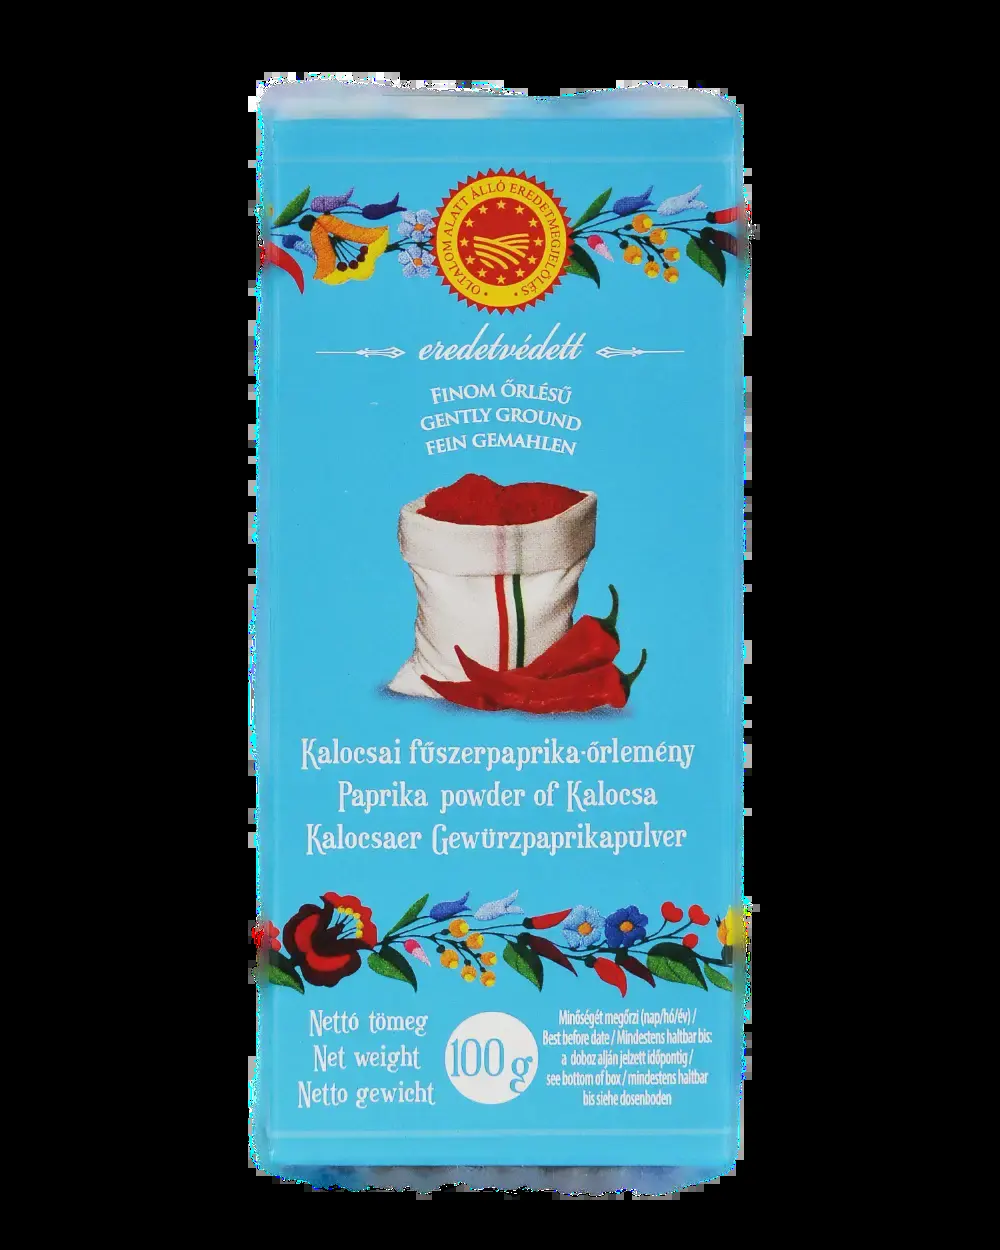 • OLTALOM ALATT ÁLLÓ EREDETMEGJELÖLÉS •
eredetvédett
FINOM ŐRLÉSŰ
GENTLY GROUND
FEIN GEMAHLEN
Kalocsai fűszerpaprika-őrlemény
Paprika powder of Kalocsa
Kalocsaer Gewürzpaprikapulver
Nettó tömeg
Net weight
Netto gewicht
100 g
Minőségét megőrzi (nap/hó/év) /
Best before date / Mindestens haltbar bis:
a doboz alján jelzett időpontig /
see bottom of box / mindestens haltbar
bis siehe dosenboden